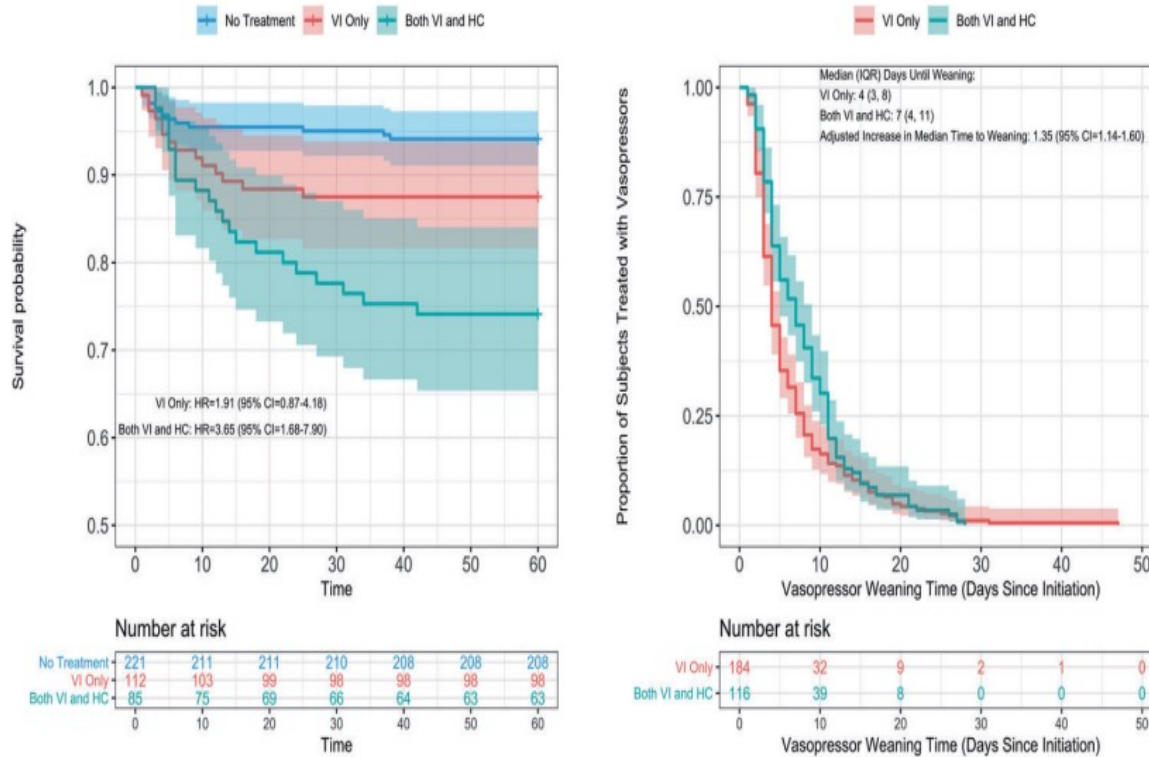 No Treatment VI Only Both VI and HC
Survival probability
1.0
0.9
0.8
0.7
0.6
0.5
VI Only: HR=1.91 (95% CI=0.87-4.18)
Both VI and HC: HR=3.65 (95% CI=1.68-7.90)
0 10 20 30 40 50 60
Time
Number at risk
No Treatment 221 211 211 210 208 208 208
VI Only 112 103 99 98 98 98 98
Both VI and HC 85 75 69 66 64 63 63
0 10 20 30 40 50 60
Time
VI Only Both VI and HC
Proportion of Subjects Treated with Vasopressors
Median (IQR) Days Until Weaning:
VI Only: 4 (3, 8)
Both VI and HC: 7 (4, 11)
Adjusted Increase in Median Time to Weaning: 1.35 (95% CI=1.14-1.60)
1.00
0.75
0.50
0.25
0.00
0 10 20 30 40 50
Vasopressor Weaning Time (Days Since Initiation)
Number at risk
VI Only 184 32 9 2 1 0
Both VI and HC 116 39 8 0 0 0
0 10 20 30 40 50
Vasopressor Weaning Time (Days Since Initiation)